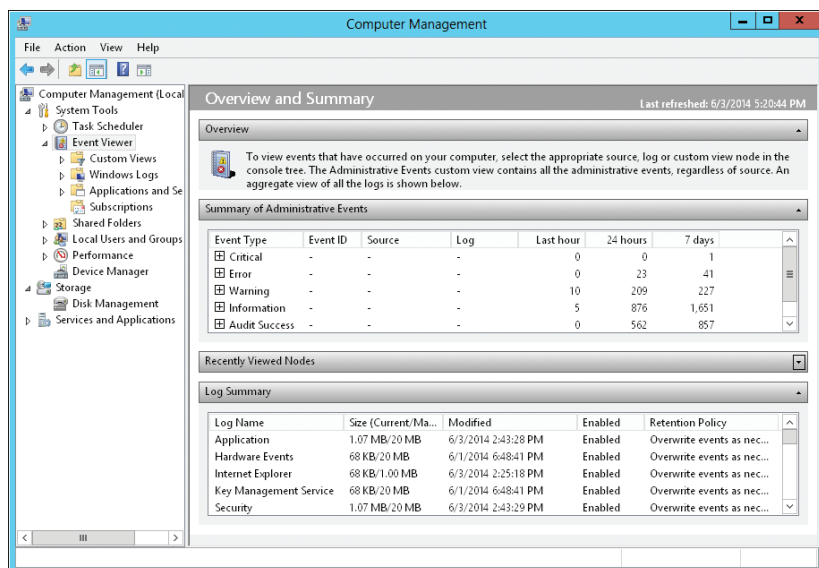 Computer Management
File Action View Help
Computer Management (Local
System Tools
Task Scheduler
Event Viewer
Custom Views
Windows Logs
Applications and Se
Subscriptions
Shared Folders
Local Users and Groups
Performance
Device Manager
Storage
Disk Management
Services and Applications
Overview and Summary
Last refreshed: 6/3/2014 5:20:44 PM
Overview
To view events that have occurred on your computer, select the appropriate source, log or custom view node in the
console tree. The Administrative Events custom view contains all the administrative events, regardless of source. An
aggregate view of all the logs is shown below.
Summary of Administrative Events
Event Type Event ID Source Log Last hour 24 hours 7 days
Critical - - - 0 0 1
Error - - - 0 23 41
Warning - - - 10 209 227
Information - - - 5 876 1,651
Audit Success - - - 0 562 857
Recently Viewed Nodes
Log Summary
Log Name Size (Current/Ma... Modified Enabled Retention Policy
Application 1.07 MB/20 MB 6/3/2014 2:43:28 PM Enabled Overwrite events as nec...
Hardware Events 68 KB/20 MB 6/1/2014 6:48:41 PM Enabled Overwrite events as nec...
Internet Explorer 68 KB/1.00 MB 6/3/2014 2:25:18 PM Enabled Overwrite events as nec...
Key Management Service 68 KB/20 MB 6/1/2014 6:48:41 PM Enabled Overwrite events as nec...
Security 1.07 MB/20 MB 6/3/2014 2:43:29 PM Enabled Overwrite events as nec...